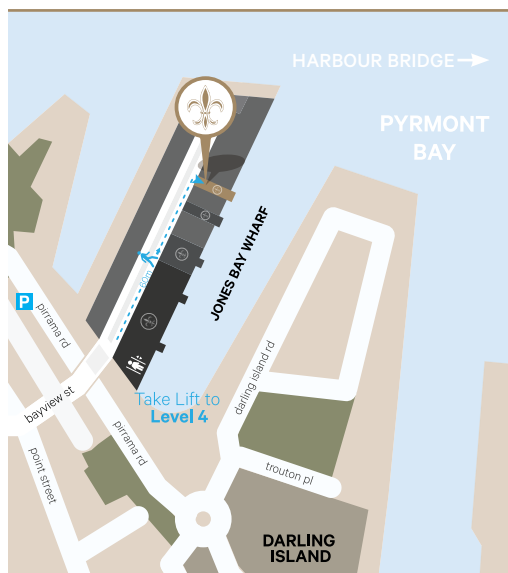 HARBOUR BRIDGE
PYRMONT
BAY
JONES BAY WHARF
60m
P
pirrama rd
darling island rd
bayview st
Take Lift to
Level 4
pirrama rd
point street
trouton pl
DARLING
ISLAND